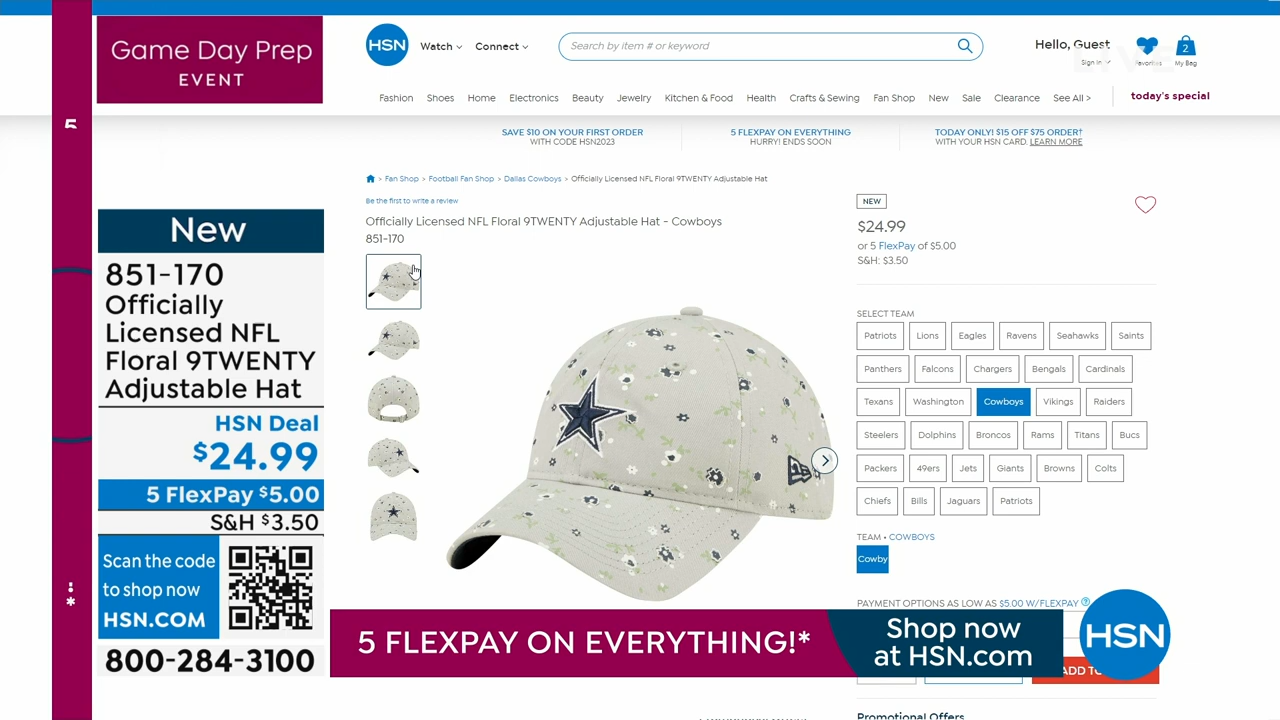 Game Day Prep
EVENT
5
New
851-170
Officially
Licensed NFL
Floral 9TWENTY
Adjustable Hat
HSN Deal
$24.99
5 FlexPay $5.00
S&H $3.50
Scan the code
to shop now
HSN.COM
800-284-3100
HSN
Watch
Connect
Search by item # or keyword
Hello, Guest
Sign In
Favorites
2
My Bag
Fashion Shoes Home Electronics Beauty Jewelry Kitchen & Food Health Crafts & Sewing Fan Shop New Sale Clearance See All > today's special
SAVE $10 ON YOUR FIRST ORDER
WITH CODE HSN2023
5 FLEXPAY ON EVERYTHING
HURRY! ENDS SOON
TODAY ONLY! $15 OFF $75 ORDER†
WITH YOUR HSN CARD. LEARN MORE
> Fan Shop > Football Fan Shop > Dallas Cowboys > Officially Licensed NFL Floral 9TWENTY Adjustable Hat
Be the first to write a review
Officially Licensed NFL Floral 9TWENTY Adjustable Hat - Cowboys
851-170
NEW
$24.99
or 5 FlexPay of $5.00
S&H: $3.50
SELECT TEAM
Patriots Lions Eagles Ravens Seahawks Saints
Panthers Falcons Chargers Bengals Cardinals
Texans Washington Cowboys Vikings Raiders
Steelers Dolphins Broncos Rams Titans Bucs
Packers 49ers Jets Giants Browns Colts
Chiefs Bills Jaguars Patriots
TEAM • COWBOYS
Cowby
PAYMENT OPTIONS AS LOW AS $5.00 W/FLEXPAY
ADD TO
5 FLEXPAY ON EVERYTHING!*
Shop now
at HSN.com
HSN
Promotional Offers